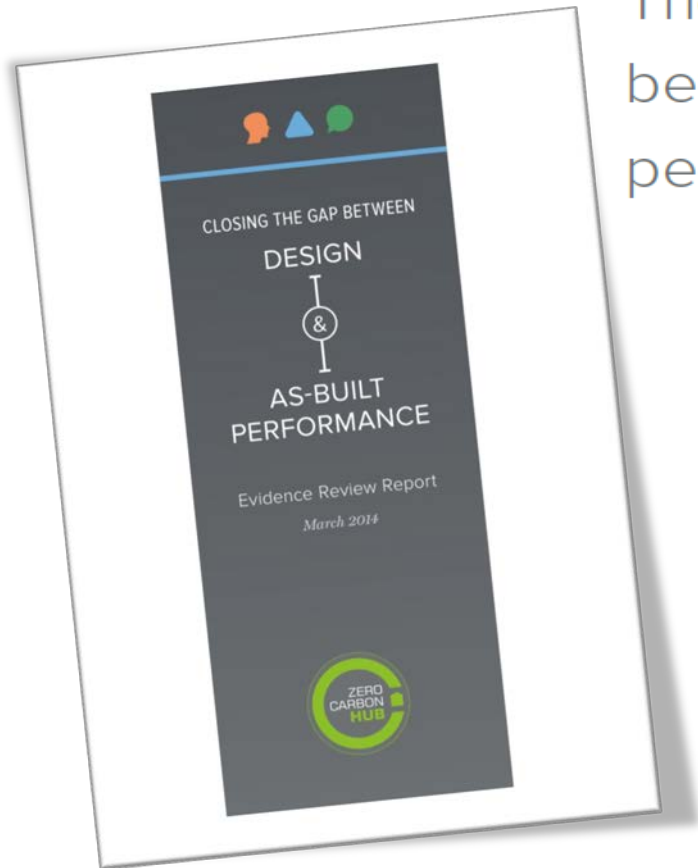 be
pe
CLOSING THE GAP BETWEEN
DESIGN
&
AS-BUILT
PERFORMANCE
Evidence Review Report
March 2014
ZERO
CARBON
HUB